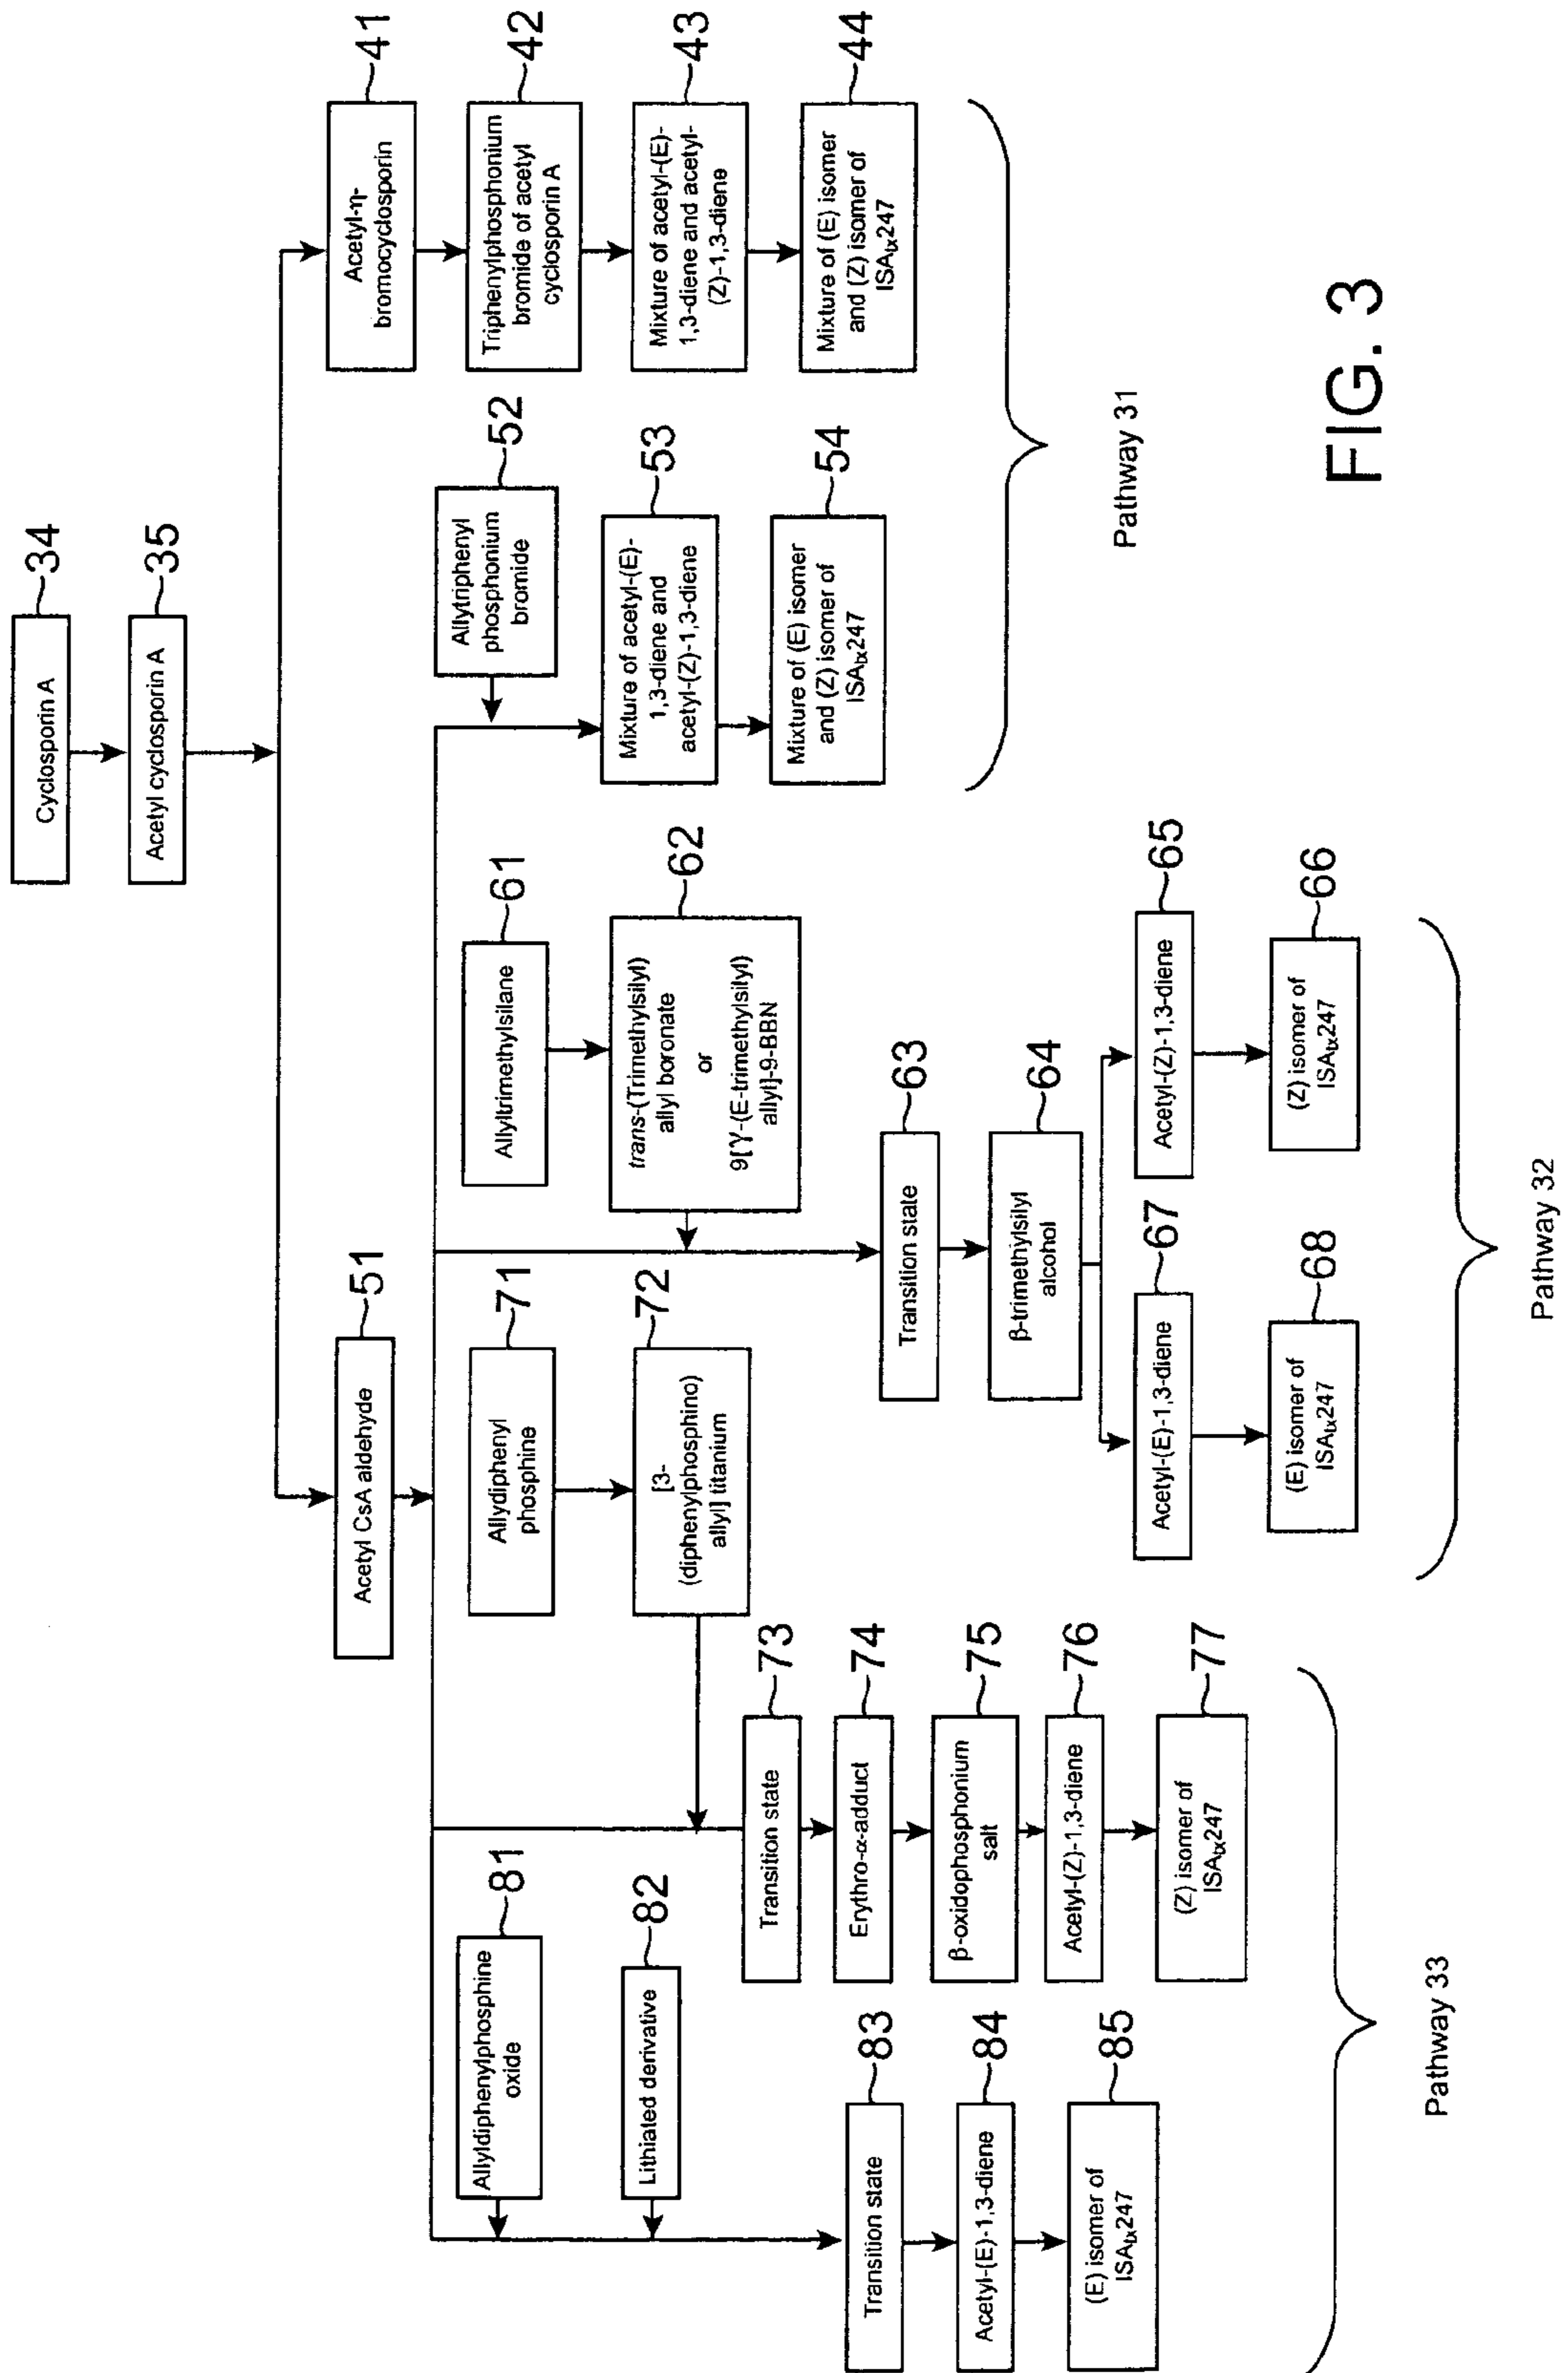 Cyclosporin A
34
Acetyl cyclosporin A
35
Acetyl-η-
bromocyclosporin
41
Triphenylphosphonium
bromide of acetyl
cyclosporin A
42
Mixture of acetyl-(E)-
1,3-diene and acetyl-
(Z)-1,3-diene
43
Mixture of (E) isomer
and (Z) isomer of
ISAtx247
44
Allytriphenyl
phosphonium
bromide
52
Mixture of acetyl-(E)-
1,3-diene and
acetyl-(Z)-1,3-diene
53
Mixture of (E) isomer
and (Z) isomer of
ISAtx247
54
Pathway 31
Acetyl CsA aldehyde
51
Allyltrimethylsilane
61
trans-(Trimethylsilyl)
allyl boronate
or
9[γ-(E-trimethylsilyl)
allyl]-9-BBN
62
Transition state
63
β-trimethylsilyl
alcohol
64
Acetyl-(Z)-1,3-diene
65
(Z) isomer of
ISAtx247
66
Acetyl-(E)-1,3-diene
67
(E) isomer of
ISAtx247
68
Pathway 32
Allydiphenyl
phosphine
71
[3-
(diphenylphosphino)
allyl] titanium
72
Transition state
73
Erythro-α-adduct
74
β-oxidophosphonium
salt
75
Acetyl-(Z)-1,3-diene
76
(Z) isomer of
ISAtx247
77
Allyldiphenylphosphine
oxide
81
Lithiated derivative
82
Transition state
83
Acetyl-(E)-1,3-diene
84
(E) isomer of
ISAtx247
85
Pathway 33
FIG. 3